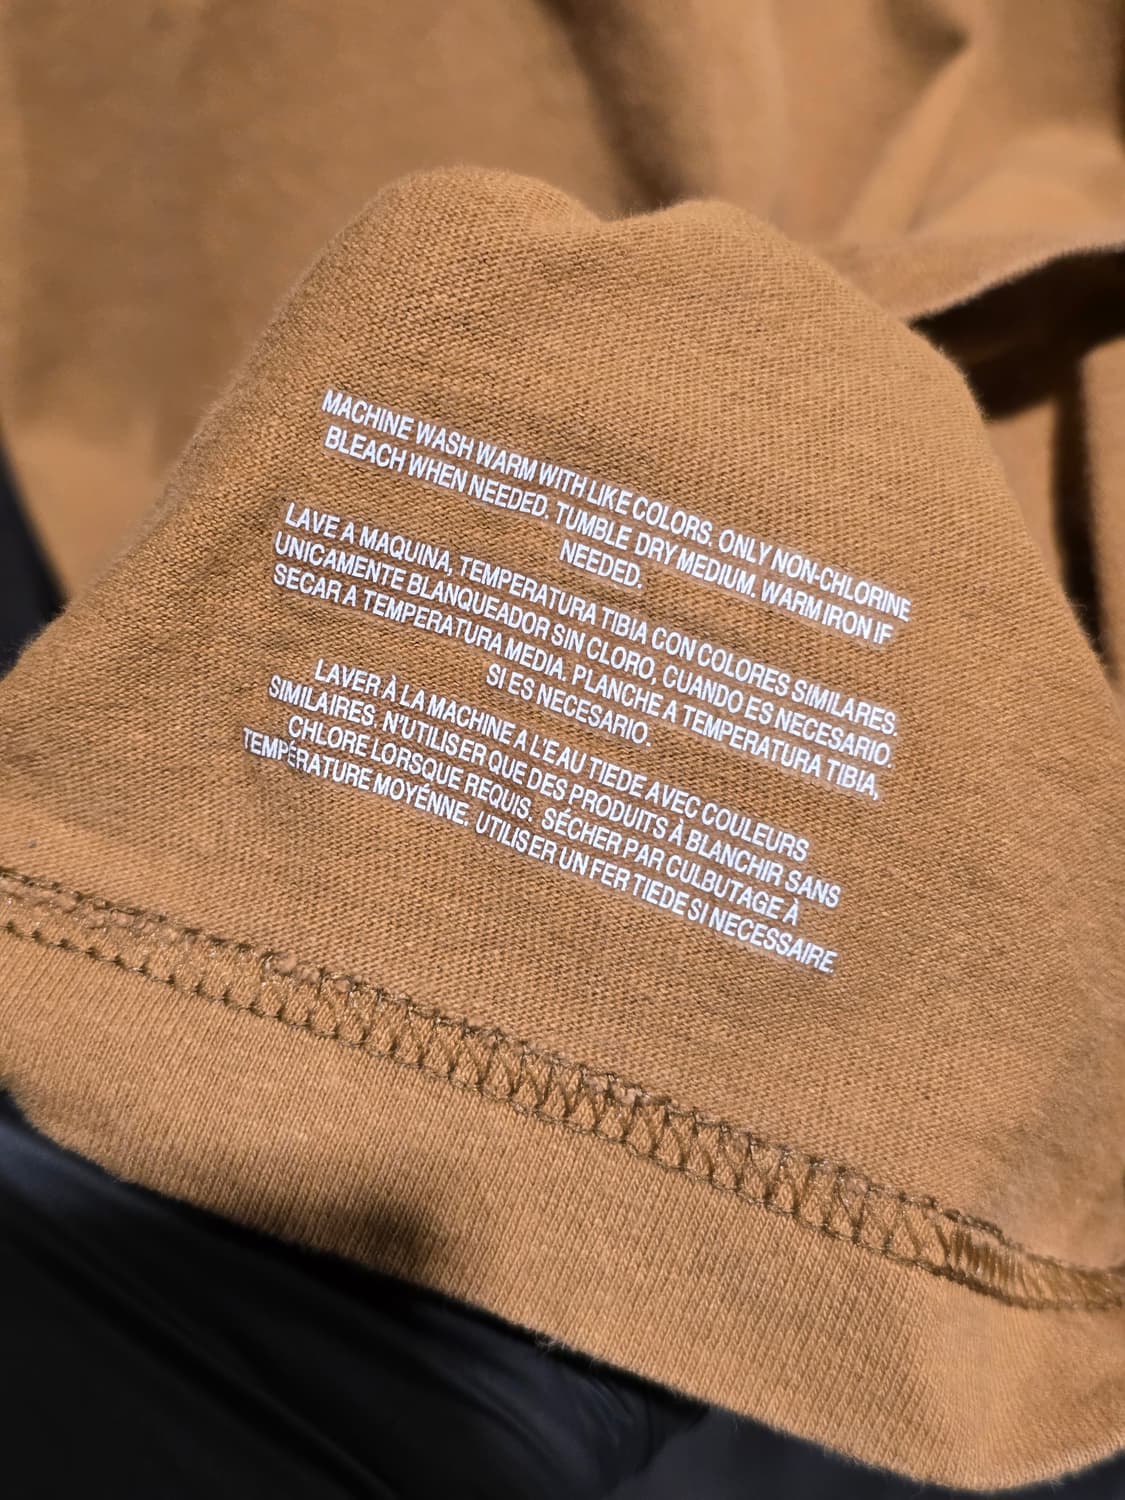 MACHINE WASH WARM WITH LIKE COLORS. ONLY NON-CHLORINE
BLEACH WHEN NEEDED. TUMBLE DRY MEDIUM. WARM IRON IF
NEEDED.
LAVE A MAQUINA, TEMPERATURA TIBIA CON COLORES SIMILARES.
UNICAMENTE BLANQUEADOR SIN CLORO, CUANDO ES NECESARIO.
SECAR A TEMPERATURA MEDIA. PLANCHE A TEMPERATURA TIBIA,
SI ES NECESARIO.
LAVER À LA MACHINE A L'EAU TIEDE AVEC COULEURS
SIMILAIRES. N'UTILISER QUE DES PRODUITS À BLANCHIR SANS
CHLORE LORSQUE REQUIS. SÉCHER PAR CULBUTAGE À
TEMPÉRATURE MOYÉNNE. UTILISER UN FER TIEDE SI NECESSAIRE.